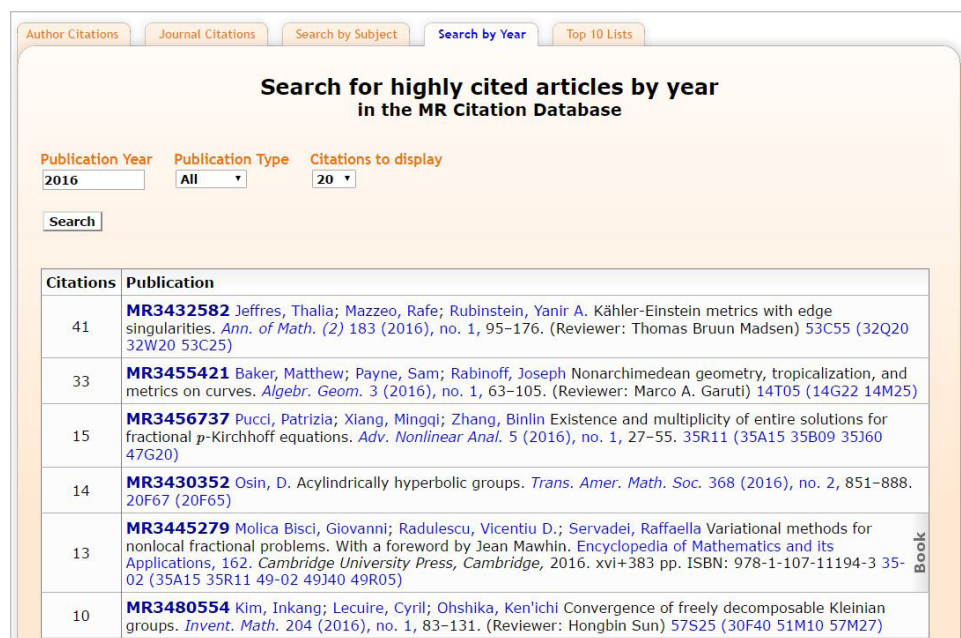 Author Citations
Journal Citations
Search by Subject
Search by Year
Top 10 Lists
Search for highly cited articles by year
in the MR Citation Database
Publication Year
Publication Type
Citations to display
2016
All
20
Search
Citations
Publication
41
MR3432582 Jeffres, Thalia; Mazzeo, Rafe; Rubinstein, Yanir A. Kähler-Einstein metrics with edge
singularities. Ann. of Math. (2) 183 (2016), no. 1, 95–176. (Reviewer: Thomas Bruun Madsen) 53C55 (32Q20
32W20 53C25)
33
MR3455421 Baker, Matthew; Payne, Sam; Rabinoff, Joseph Nonarchimedean geometry, tropicalization, and
metrics on curves. Algebr. Geom. 3 (2016), no. 1, 63–105. (Reviewer: Marco A. Garuti) 14T05 (14G22 14M25)
15
MR3456737 Pucci, Patrizia; Xiang, Mingqi; Zhang, Binlin Existence and multiplicity of entire solutions for
fractional p-Kirchhoff equations. Adv. Nonlinear Anal. 5 (2016), no. 1, 27–55. 35R11 (35A15 35B09 35J60
47G20)
14
MR3430352 Osin, D. Acylindrically hyperbolic groups. Trans. Amer. Math. Soc. 368 (2016), no. 2, 851–888.
20F67 (20F65)
13
MR3445279 Molica Bisci, Giovanni; Radulescu, Vicentiu D.; Servadei, Raffaella Variational methods for
nonlocal fractional problems. With a foreword by Jean Mawhin. Encyclopedia of Mathematics and its
Applications, 162. Cambridge University Press, Cambridge, 2016. xvi+383 pp. ISBN: 978-1-107-11194-3 35-
02 (35A15 35R11 49-02 49J40 49R05)
Book
10
MR3480554 Kim, Inkang; Lecuire, Cyril; Ohshika, Ken'ichi Convergence of freely decomposable Kleinian
groups. Invent. Math. 204 (2016), no. 1, 83–131. (Reviewer: Hongbin Sun) 57S25 (30F40 51M10 57M27)